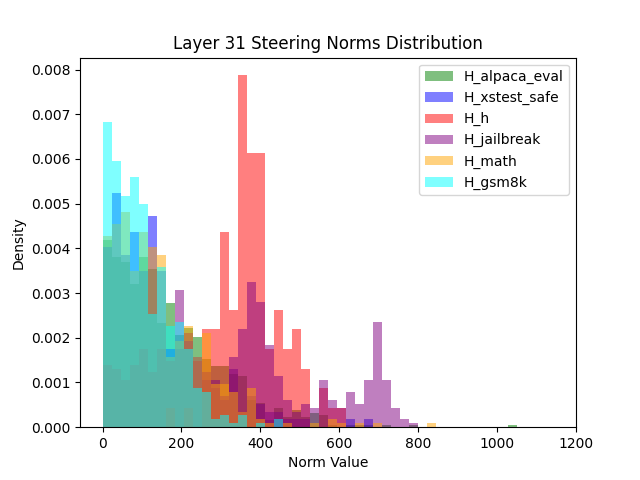 Layer 31 Steering Norms Distribution
H_alpaca_eval
H_xstest_safe
H_h
H_jailbreak
H_math
H_gsm8k
Density
0.008
0.007
0.006
0.005
0.004
0.003
0.002
0.001
0.000
0 200 400 600 800 1000 1200
Norm Value